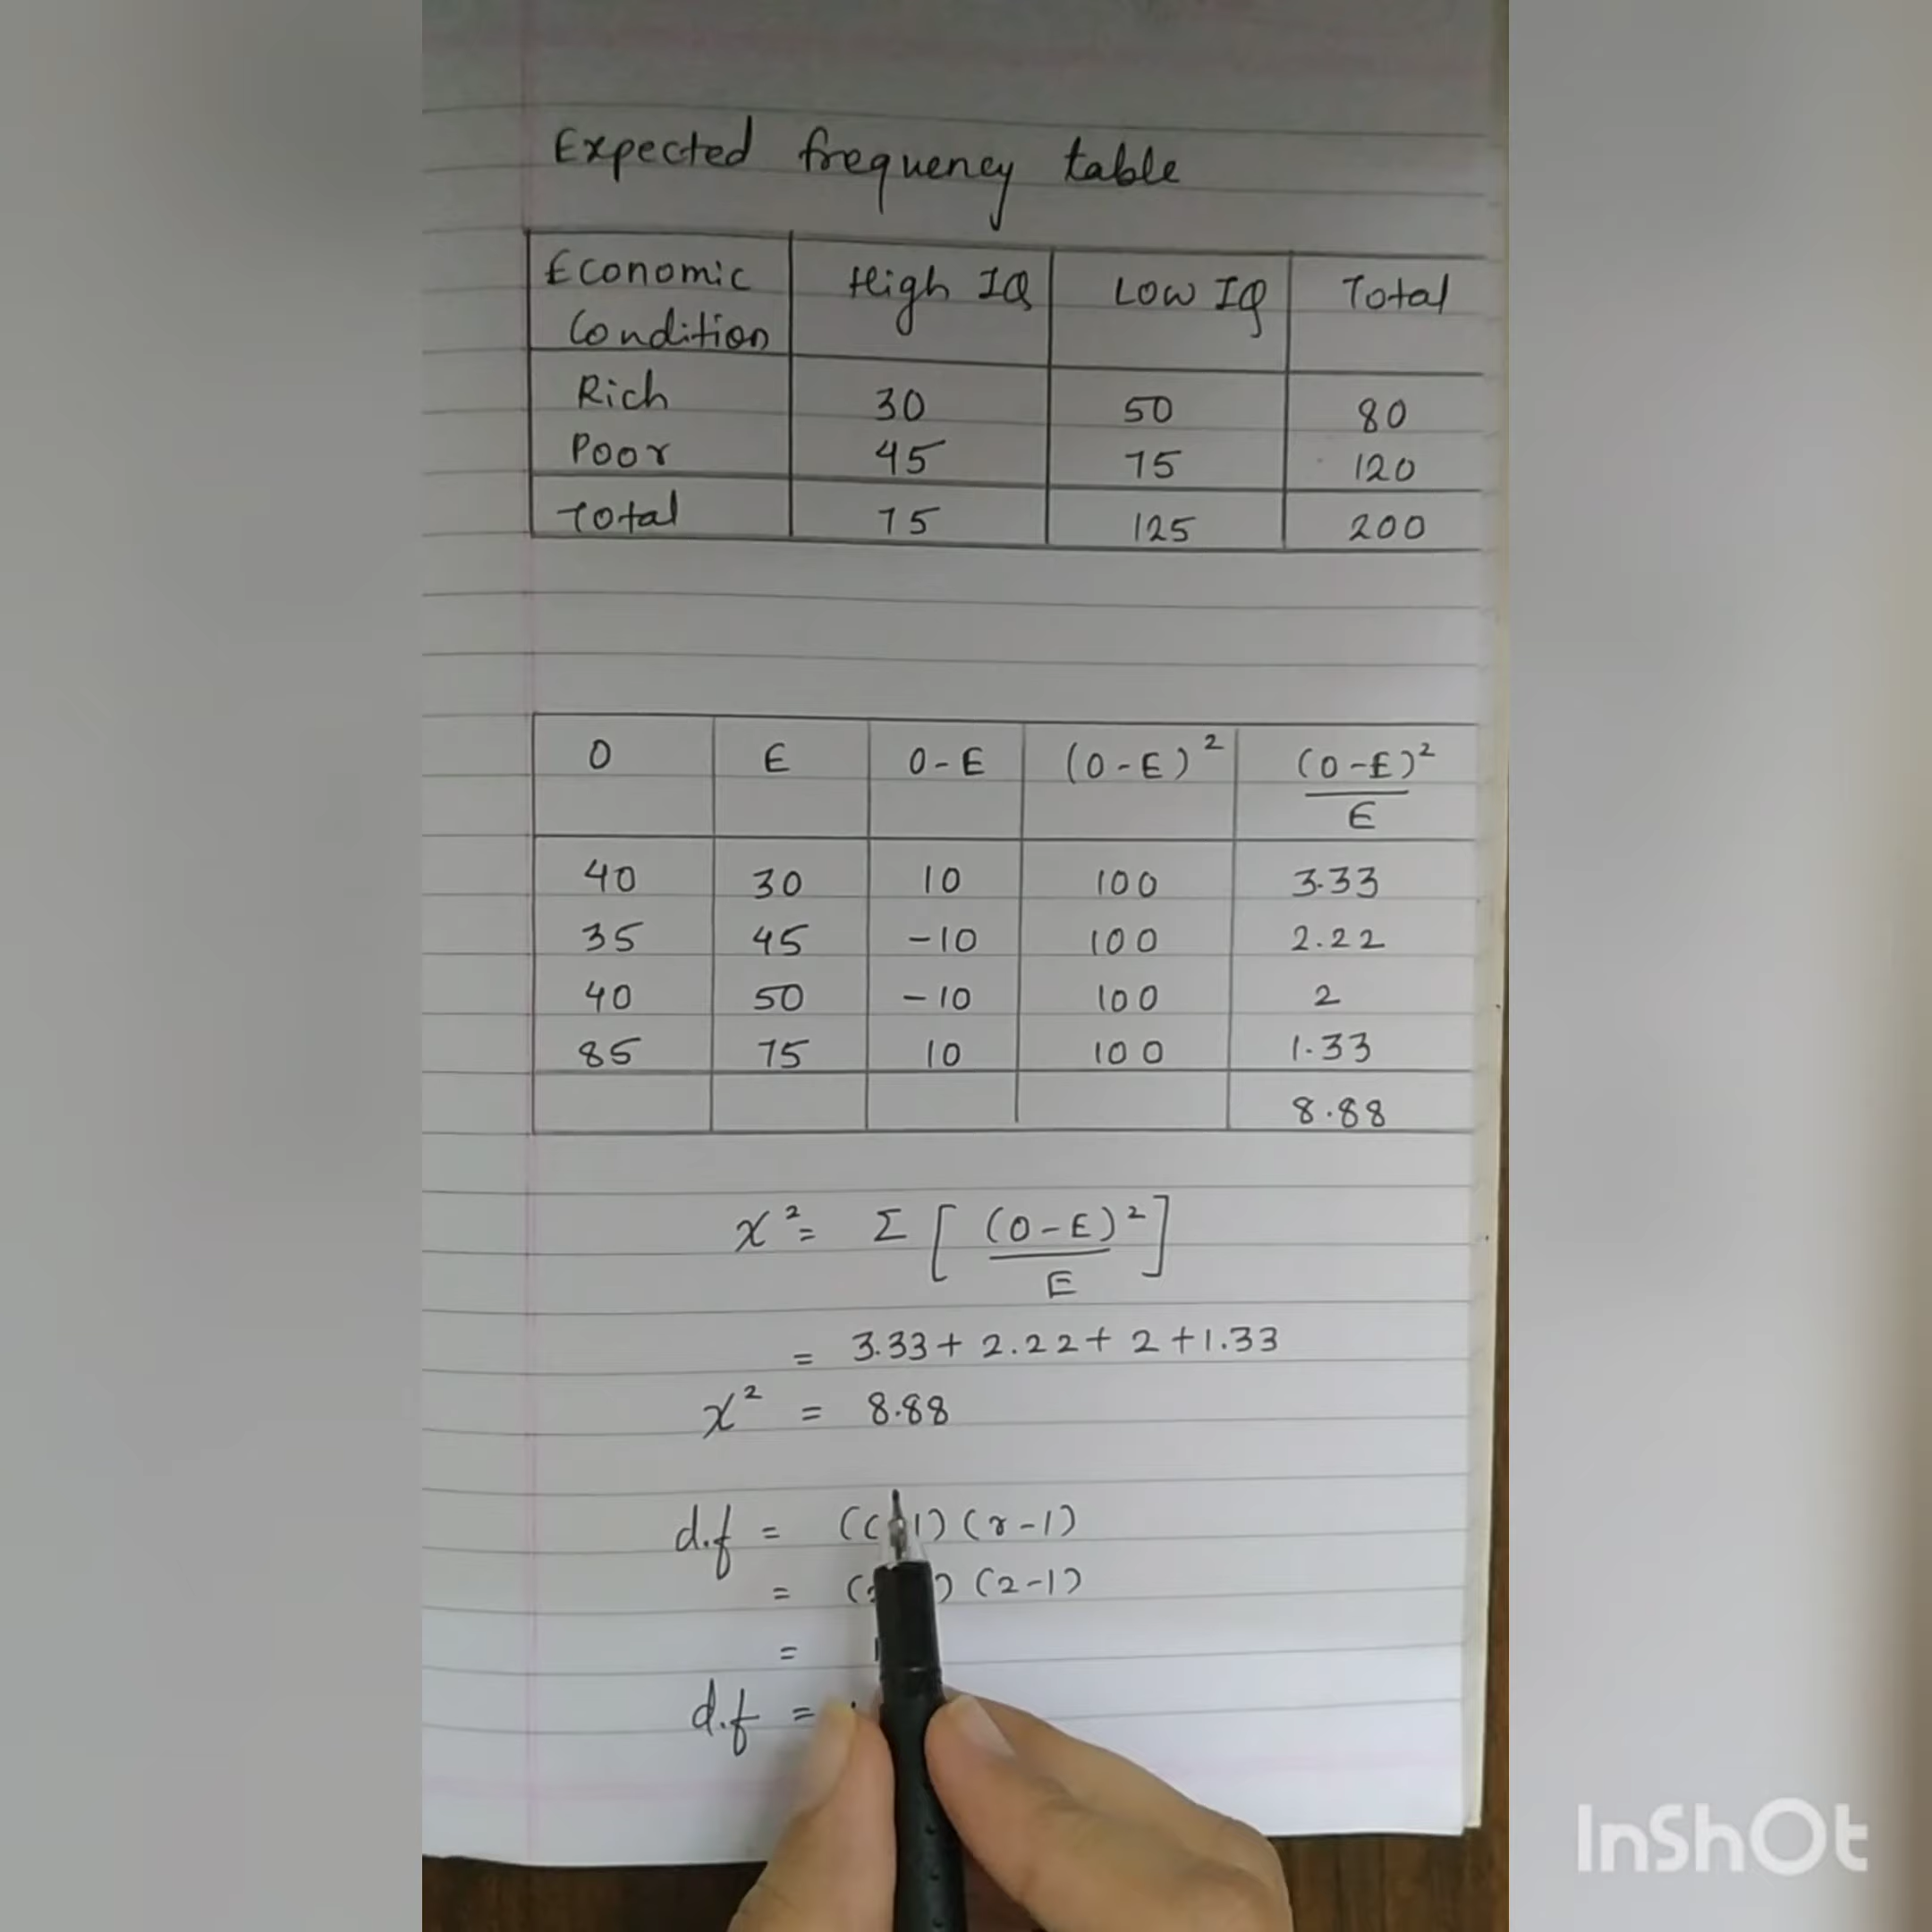 Expected frequency table
Economic Condition High IQ Low IQ Total
Rich 30 50 80
Poor 45 75 120
Total 75 125 200
O E O-E (O-E)² (O-E)²/E
40 30 10 100 3.33
35 45 -10 100 2.22
40 50 -10 100 2
85 75 10 100 1.33
8.88
χ² = Σ [ (O-E)²/E ]
= 3.33 + 2.22 + 2 + 1.33
χ² = 8.88
d.f = (c 1) (r-1)
= ( ) (2-1)
=
d.f =
InShOt